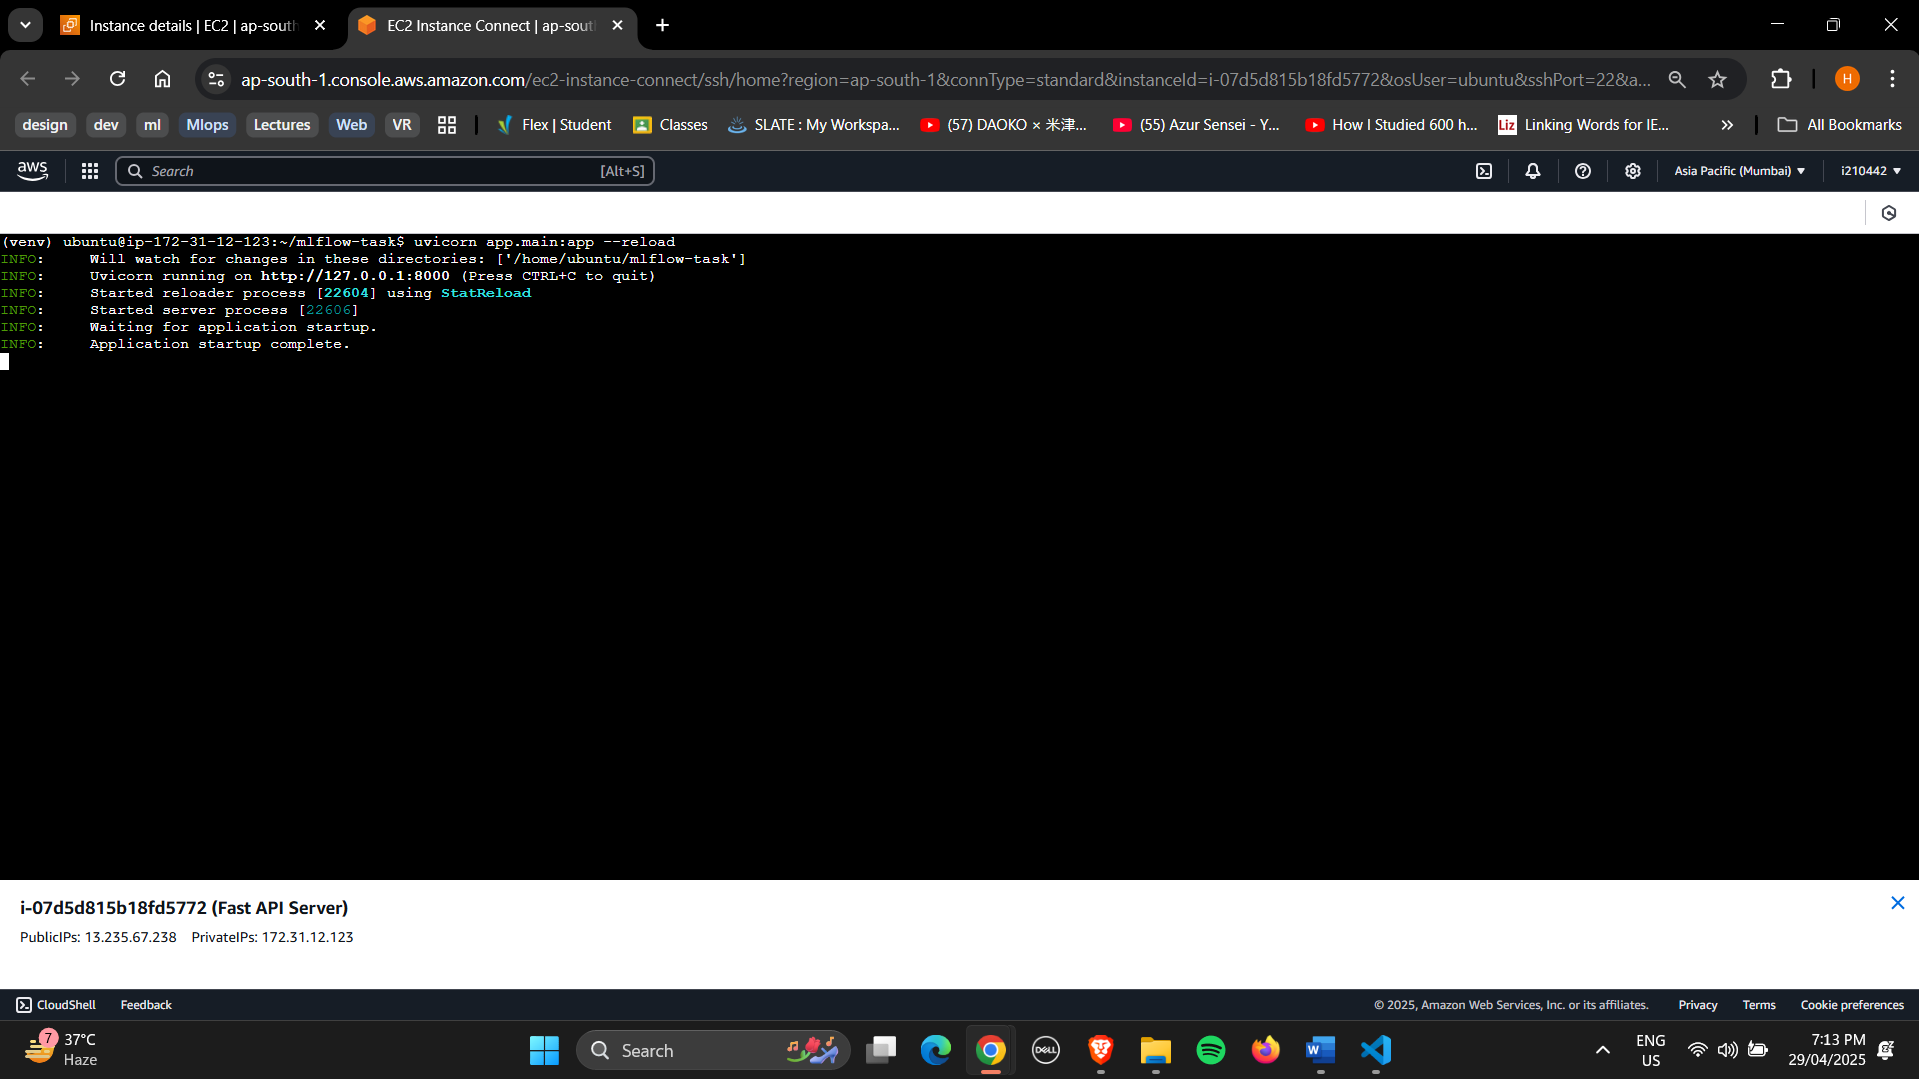 Instance details | EC2 | ap-south
EC2 Instance Connect | ap-sout
ap-south-1.console.aws.amazon.com/ec2-instance-connect/ssh/home?region=ap-south-1&connType=standard&instanceId=i-07d5d815b18fd5772&osUser=ubuntu&sshPort=22&a...
H
design dev ml Mlops Lectures Web VR Flex | Student Classes SLATE : My Workspa... (57) DAOKO × 米津... (55) Azur Sensei - Y... How I Studied 600 h... Liz Linking Words for IE... » All Bookmarks
aws Search [Alt+S] Asia Pacific (Mumbai) i210442
(venv) ubuntu@ip-172-31-12-123:~/mlflow-task$ uvicorn app.main:app --reload
INFO: Will watch for changes in these directories: ['/home/ubuntu/mlflow-task']
INFO: Uvicorn running on http://127.0.0.1:8000 (Press CTRL+C to quit)
INFO: Started reloader process [22604] using StatReload
INFO: Started server process [22606]
INFO: Waiting for application startup.
INFO: Application startup complete.
i-07d5d815b18fd5772 (Fast API Server)
PublicIPs: 13.235.67.238 PrivateIPs: 172.31.12.123
CloudShell Feedback © 2025, Amazon Web Services, Inc. or its affiliates. Privacy Terms Cookie preferences
7
37°C
Haze
Search
DELL
W
ENG
US
7:13 PM
29/04/2025